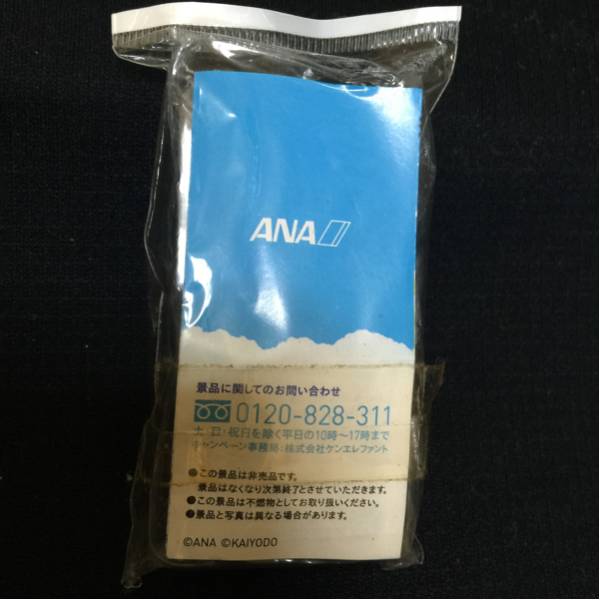 ANA
景品に関してのお問い合わせ
0120-828-311
土・日・祝日を除く平日の10時〜17時まで
キャンペーン事務局:株式会社ケンエレファント
●この景品は非売品です。
景品はなくなり次第終了とさせていただきます。
●この景品は不燃物としてお取り扱いください。
●景品と写真は異なる場合があります。
©ANA ©KAIYODO